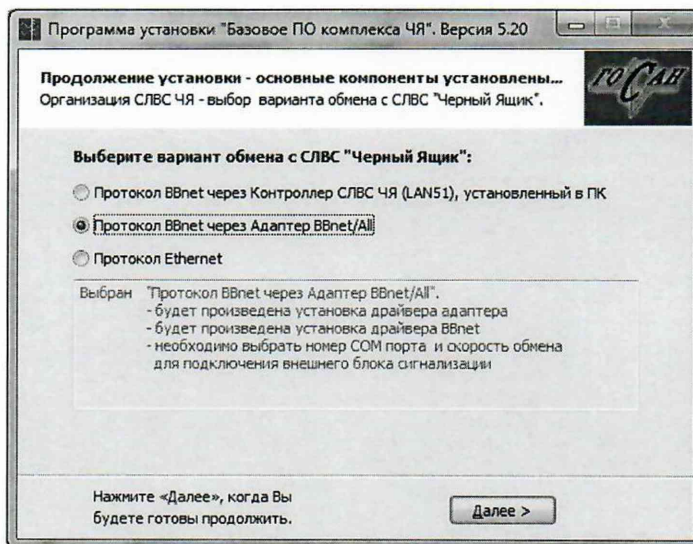 Программа установки "Базовое ПО комплекса ЧЯ". Версия 5.20
Продолжение установки - основные компоненты установлены...
Организация СЛВС ЧЯ - выбор варианта обмена с СЛВС "Черный Ящик".
ГОСАН
Выберите вариант обмена с СЛВС "Черный Ящик":
Протокол BBnet через Контроллер СЛВС ЧЯ (LAN51), установленный в ПК
Протокол BBnet через Адаптер BBnet/All
Протокол Ethernet
Выбран "Протокол BBnet через Адаптер BBnet/All".
- будет произведена установка драйвера адаптера
- будет произведена установка драйвера BBnet
- необходимо выбрать номер COM порта и скорость обмена
для подключения внешнего блока сигнализации
Нажмите «Далее», когда Вы
будете готовы продолжить.
Далее >